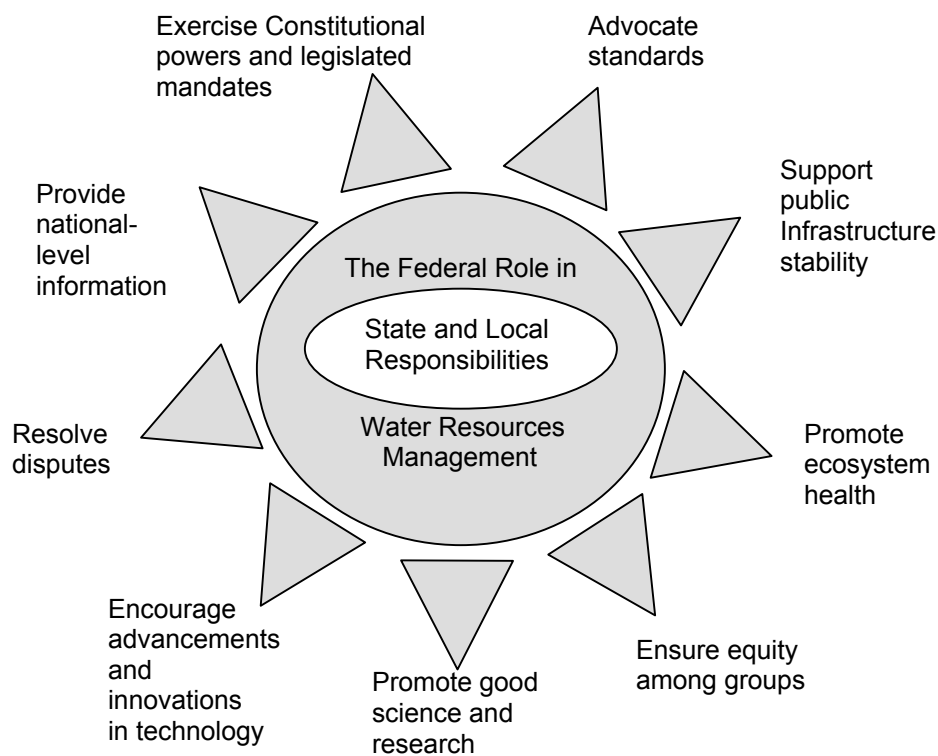 Exercise Constitutional
powers and legislated
mandates
Advocate
standards
Support
public
Infrastructure
stability
Promote
ecosystem
health
Ensure equity
among groups
Promote good
science and
research
Encourage
advancements
and
innovations
in technology
Resolve
disputes
Provide
national-
level
information
The Federal Role in
State and Local
Responsibilities
Water Resources
Management